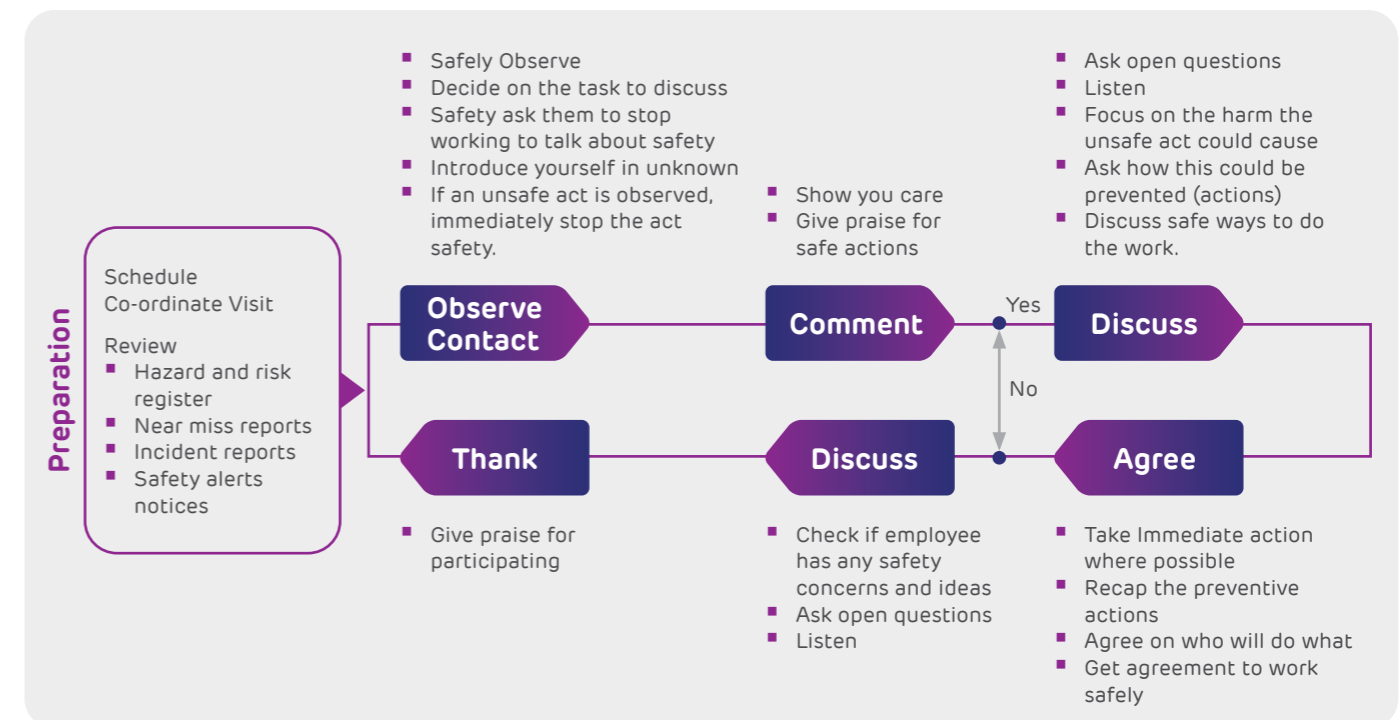 Preparation
Schedule
Co-ordinate Visit
Review
▪ Hazard and risk
register
▪ Near miss reports
▪ Incident reports
▪ Safety alerts
notices
▪ Safely Observe
▪ Decide on the task to discuss
▪ Safety ask them to stop
working to talk about safety
▪ Introduce yourself in unknown
▪ If an unsafe act is observed,
immediately stop the act
safety.
Observe
Contact
▪ Show you care
▪ Give praise for
safe actions
Comment
Yes
No
▪ Ask open questions
▪ Listen
▪ Focus on the harm the
unsafe act could cause
▪ Ask how this could be
prevented (actions)
▪ Discuss safe ways to do
the work.
Discuss
Agree
▪ Take Immediate action
where possible
▪ Recap the preventive
actions
▪ Agree on who will do what
▪ Get agreement to work
safely
Discuss
▪ Check if employee
has any safety
concerns and ideas
▪ Ask open questions
▪ Listen
Thank
▪ Give praise for
participating